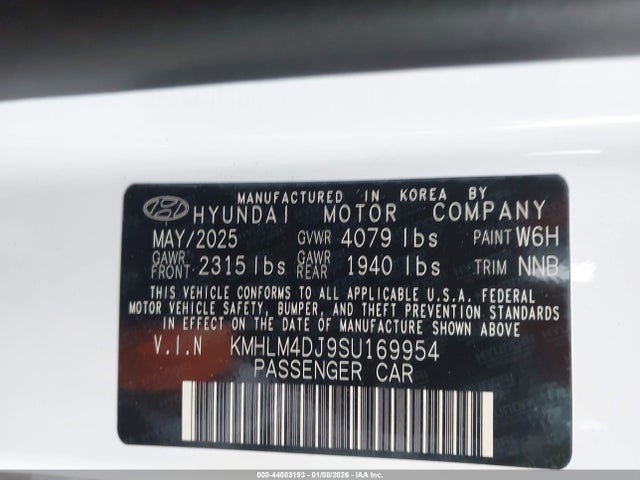 MANUFACTURED IN KOREA BY
HYUNDAI MOTOR COMPANY
MAY/2025 GVWR 4079 lbs PAINT W6H
GAWR FRONT 2315 lbs GAWR REAR 1940 lbs TRIM NNB
THIS VEHICLE CONFORMS TO ALL APPLICABLE U.S.A. FEDERAL
MOTOR VEHICLE SAFETY, BUMPER, AND THEFT PREVENTION STANDARDS
IN EFFECT ON THE DATE OF MANUFACTURE SHOWN ABOVE
V.I.N KMHLM4DJ9SU169954
PASSENGER CAR
000-44083193 - 01/08/2026 - IAAI.COM